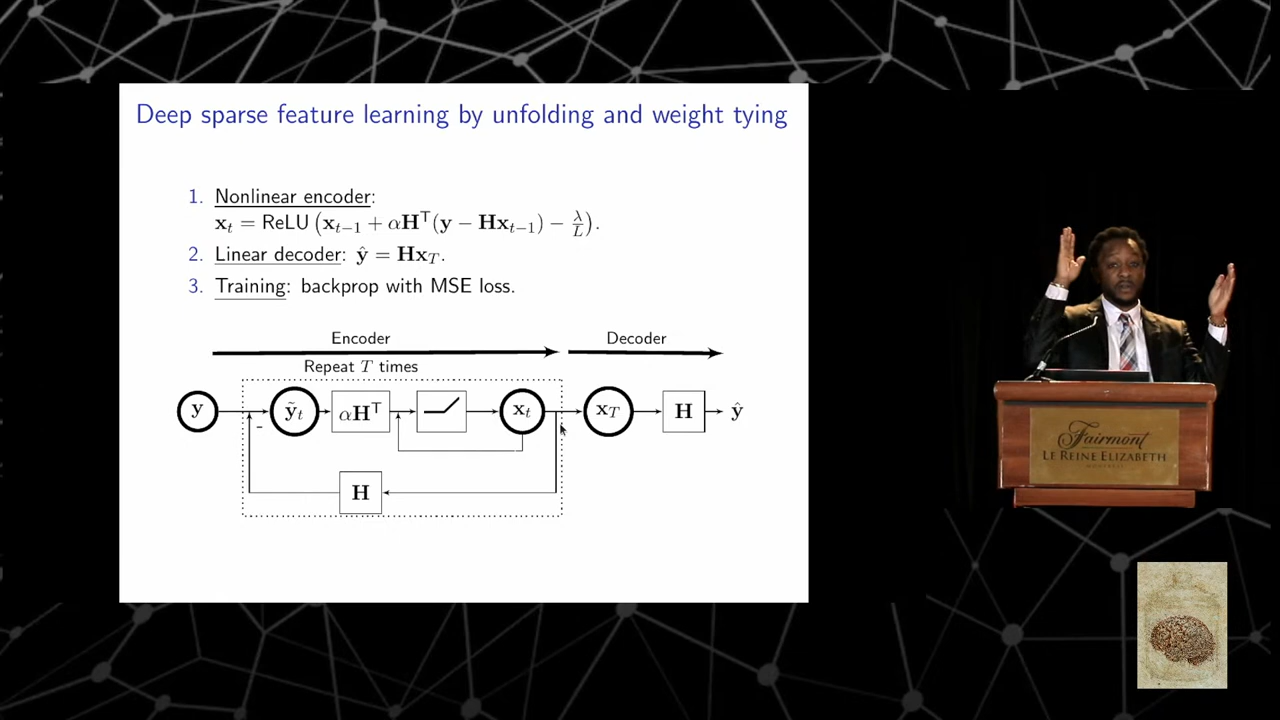 Deep sparse feature learning by unfolding and weight tying
1. Nonlinear encoder:
x_t = ReLU (x_{t−1} + αH^T(y − Hx_{t−1}) − λ/L).
2. Linear decoder: ŷ = Hx_T.
3. Training: backprop with MSE loss.
Encoder Decoder
Repeat T times
y ỹ_t αH^T x_t x_T H ŷ
-
H
Fairmont
LE REINE ELIZABETH